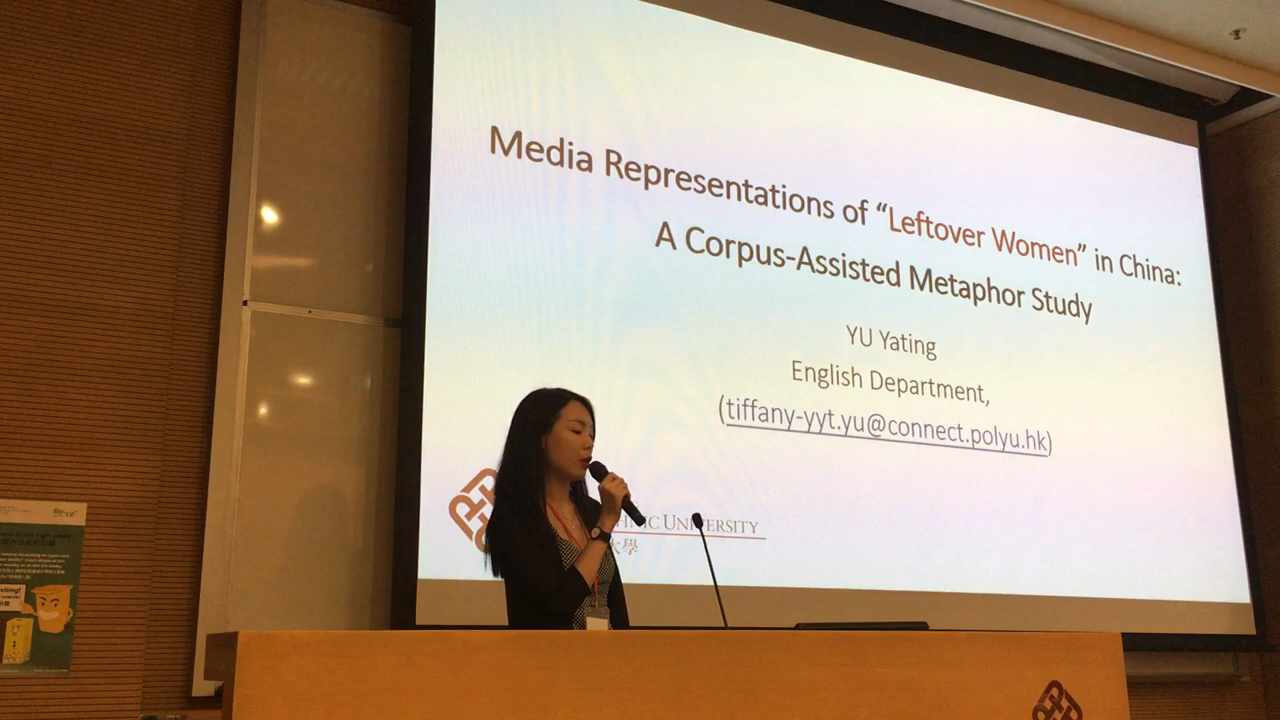 Media Representations of “Leftover Women” in China:
A Corpus-Assisted Metaphor Study
YU Yating
English Department,
(tiffany-yyt.yu@connect.polyu.hk)
UNIVERSITY
大學